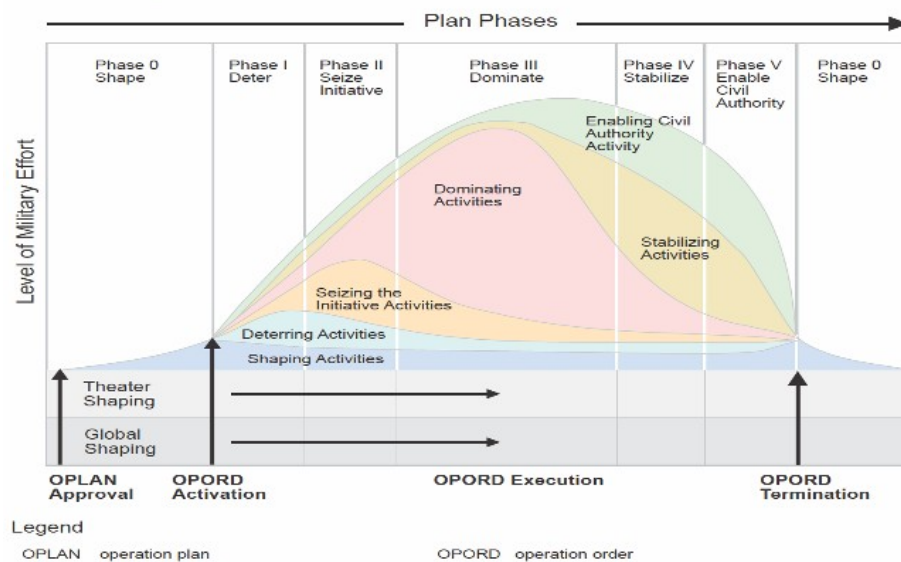 Plan Phases
Phase 0
Shape
Phase I
Deter
Phase II
Seize
Initiative
Phase III
Dominate
Phase IV
Stabilize
Phase V
Enable
Civil
Authority
Phase 0
Shape
Level of Military Effort
Enabling Civil
Authority
Activity
Dominating
Activities
Stabilizing
Activities
Seizing the
Initiative Activities
Deterring Activities
Shaping Activities
Theater
Shaping
Global
Shaping
OPLAN
Approval
OPORD
Activation
OPORD Execution
OPORD
Termination
Legend
OPLAN operation plan
OPORD operation order